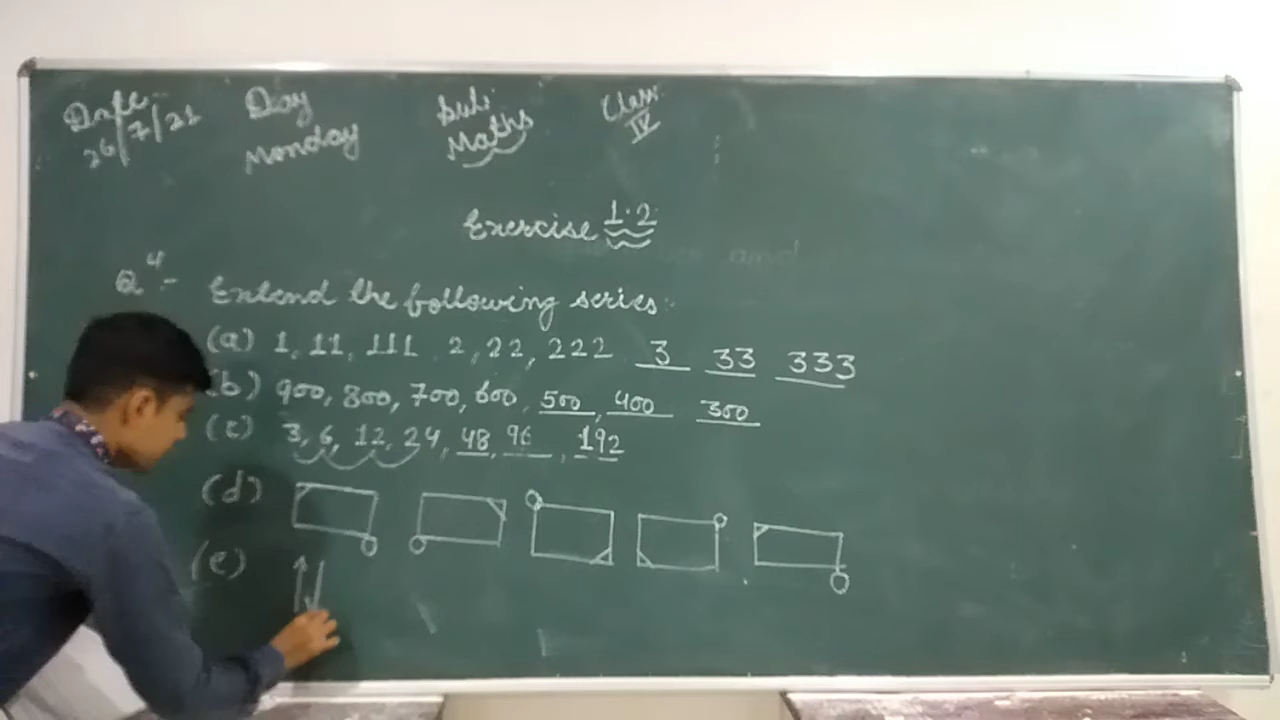 Date- Day Sub: Class:
26/7/21 Monday Maths IV
Exercise 1.2
Q4- Extend the following series:
(a) 1, 11, 111 2, 22, 222 3 33 333
(b) 900, 800, 700, 600, 500, 400 300
(c) 3, 6, 12, 24, 48, 96, 192
(d)
(e)